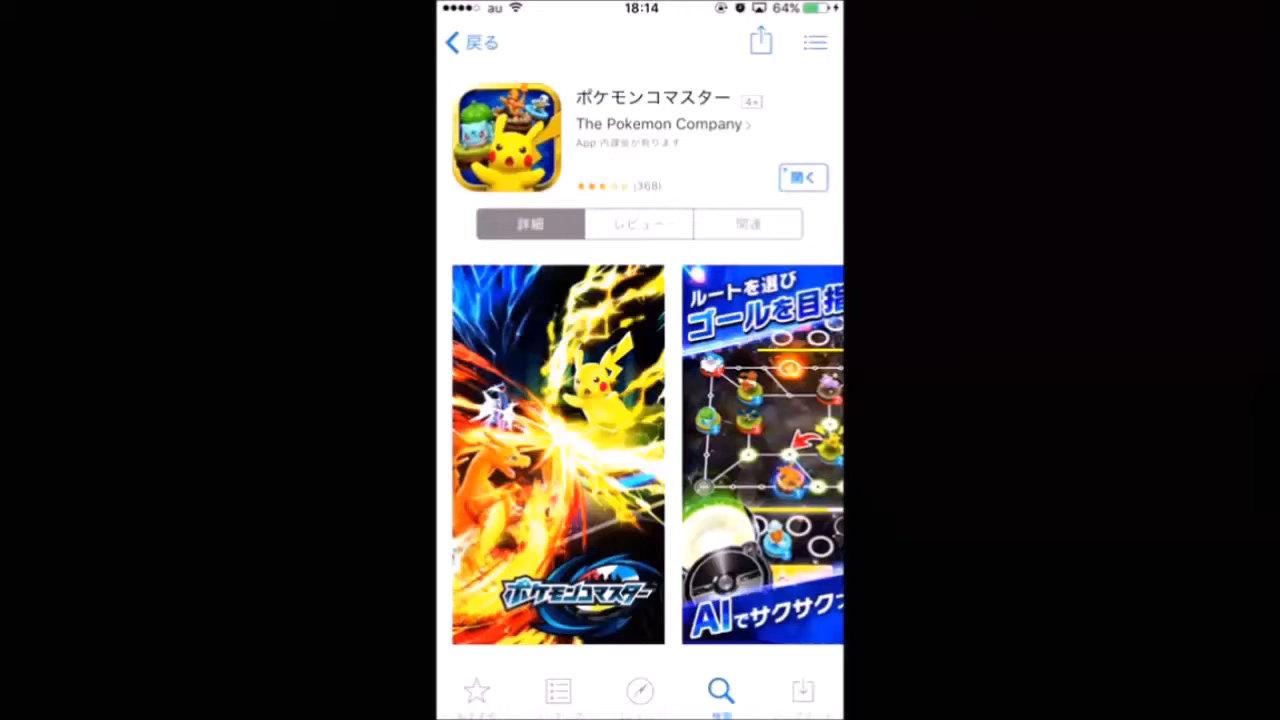 au 18:14 64%
戻る
ポケモンコマスター 4+
The Pokemon Company
App 内課金が有ります
(368)
開く
詳細 レビュー 関連
ルートを選び
ゴールを目指
ポケモンコマスター
AIでサクサクプ
検索